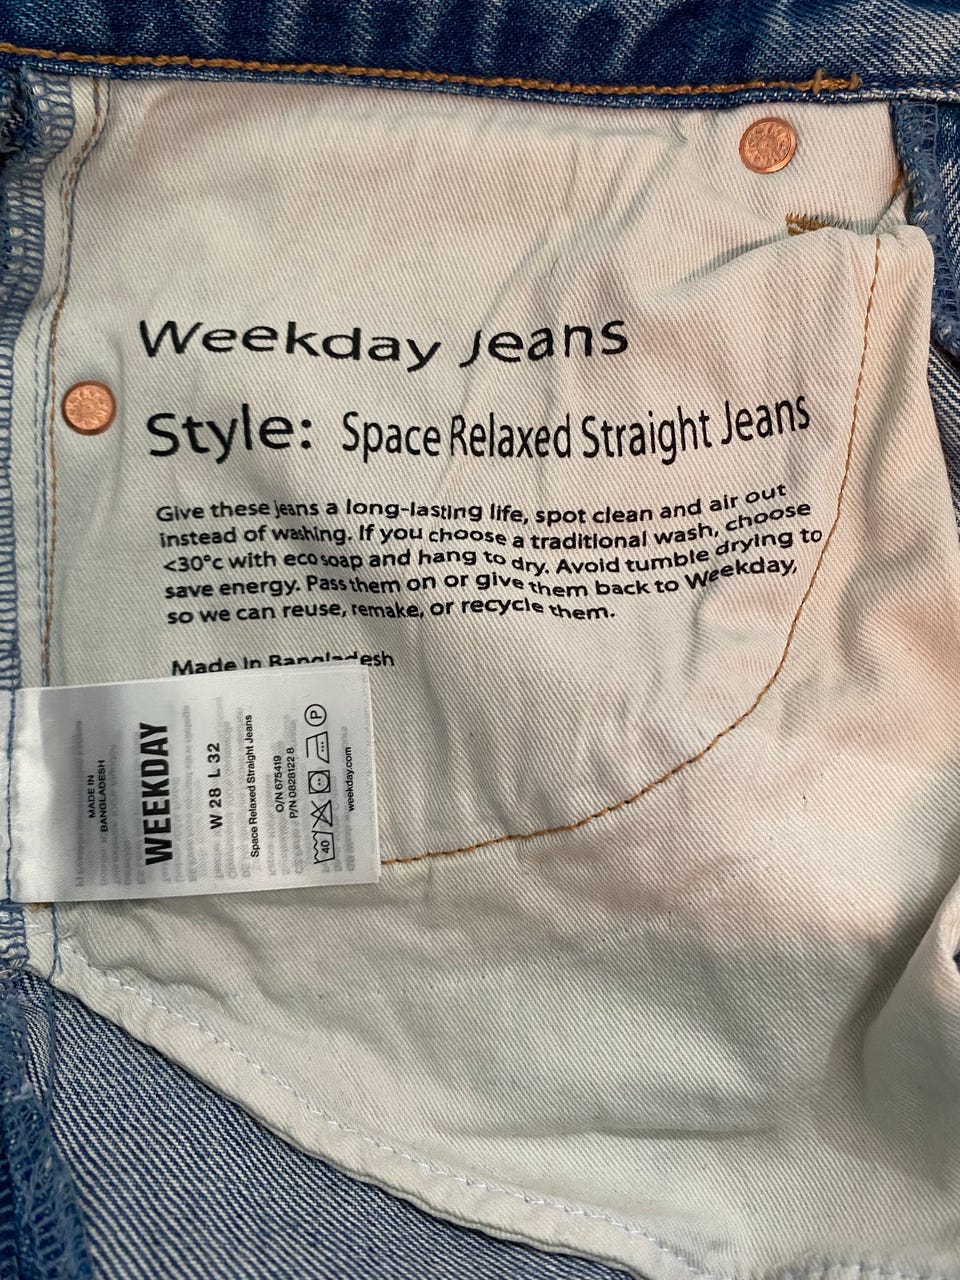 Weekday Jeans
Style: Space Relaxed Straight Jeans
Give these jeans a long-lasting life, spot clean and air out
instead of washing. If you choose a traditional wash, choose
<30°c with eco soap and hang to dry. Avoid tumble drying to
save energy. Pass them on or give them back to Weekday,
so we can reuse, remake, or recycle them.
Made In Bangladesh
MADE IN
BANGLADESH
WEEKDAY
W 28 L 32
Space Relaxed Straight Jeans
O/N 675419
P/N 0828122 8
40 P
weekday.com